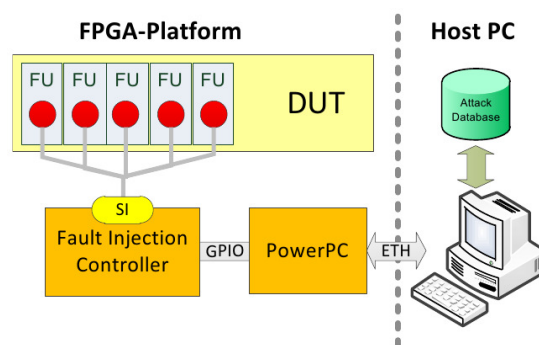 FPGA-Platform
Host PC
FU FU FU FU FU
DUT
Attack
Database
SI
Fault Injection
Controller
GPIO
PowerPC
ETH